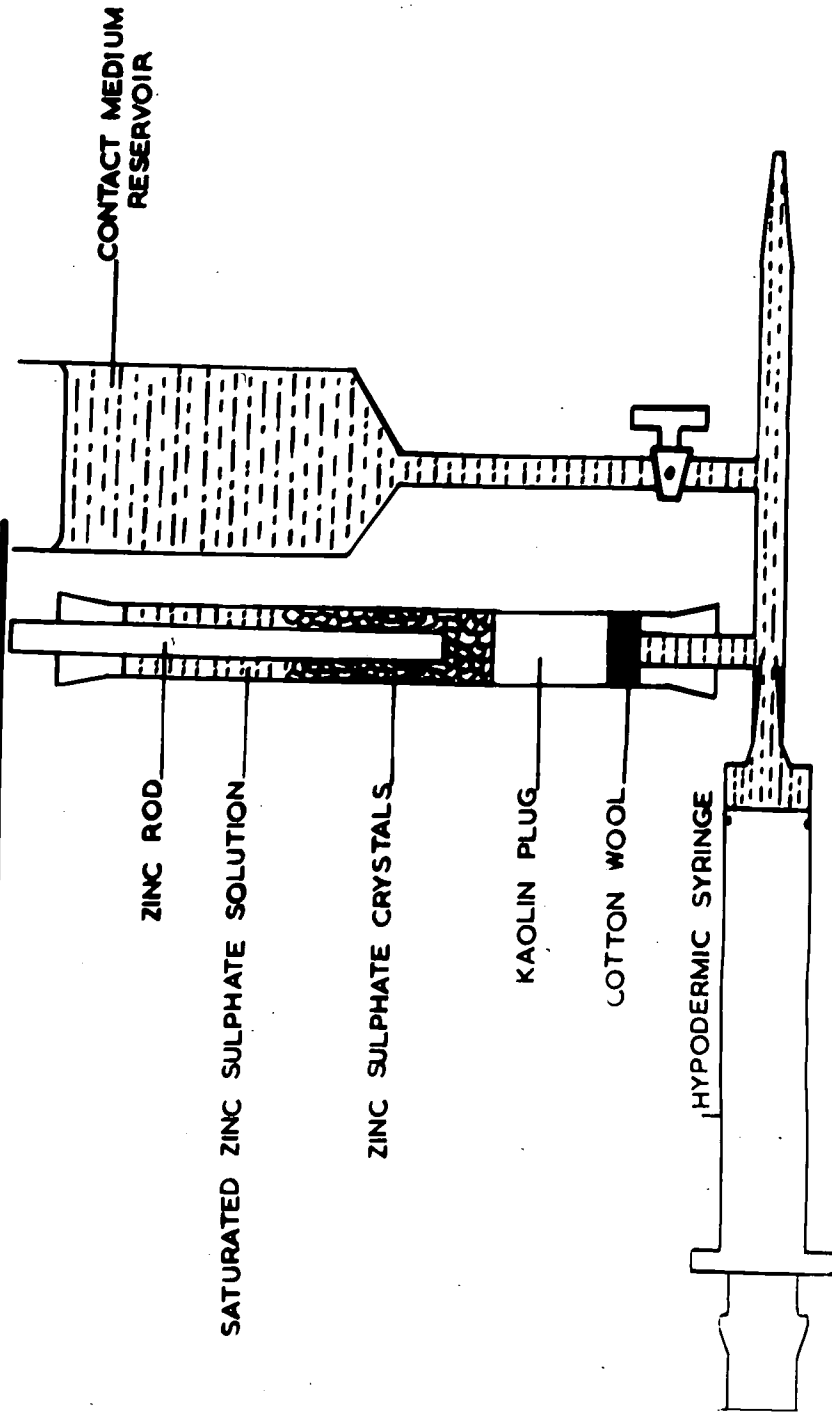 CONTACT MEDIUM
RESERVOIR
ZINC ROD
SATURATED ZINC SULPHATE SOLUTION
ZINC SULPHATE CRYSTALS
KAOLIN PLUG
COTTON WOOL
HYPODERMIC SYRINGE